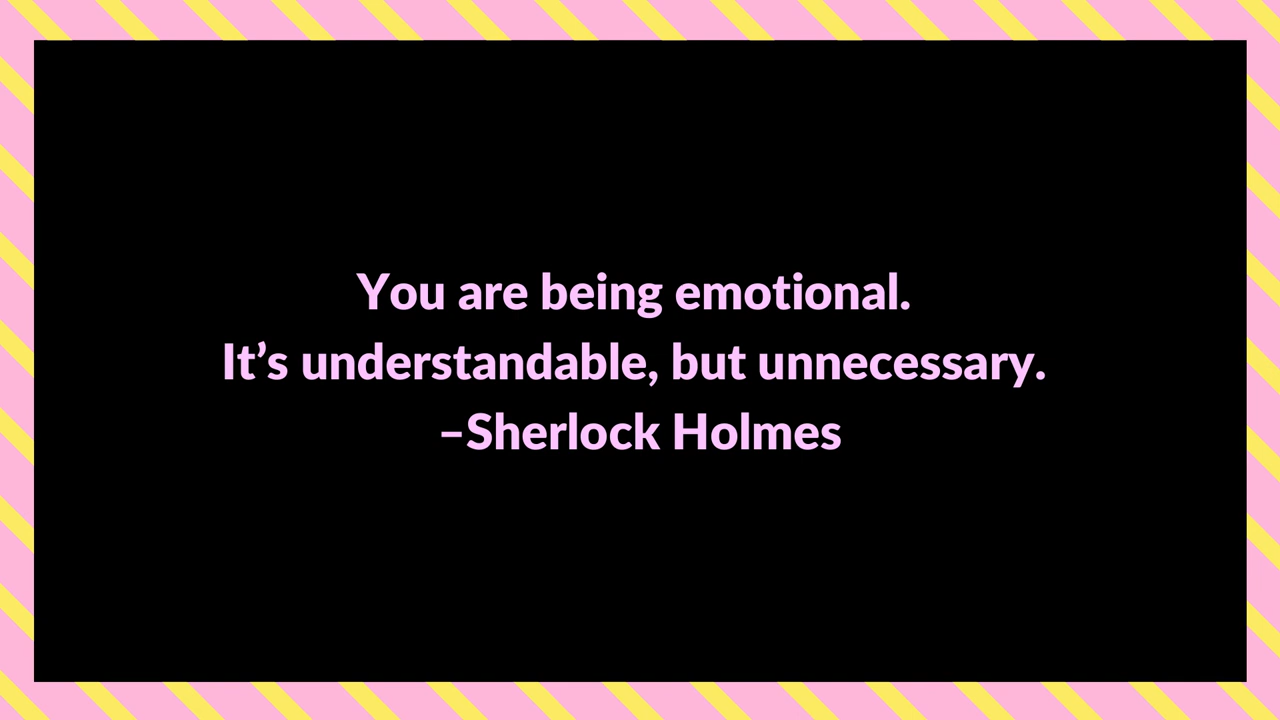 You are being emotional.
It’s understandable, but unnecessary.
–Sherlock Holmes